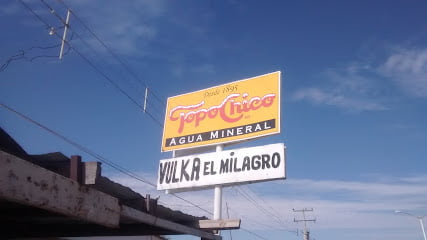 Desde 1895
Topo Chico
AGUA MINERAL
VULKA EL MILAGRO